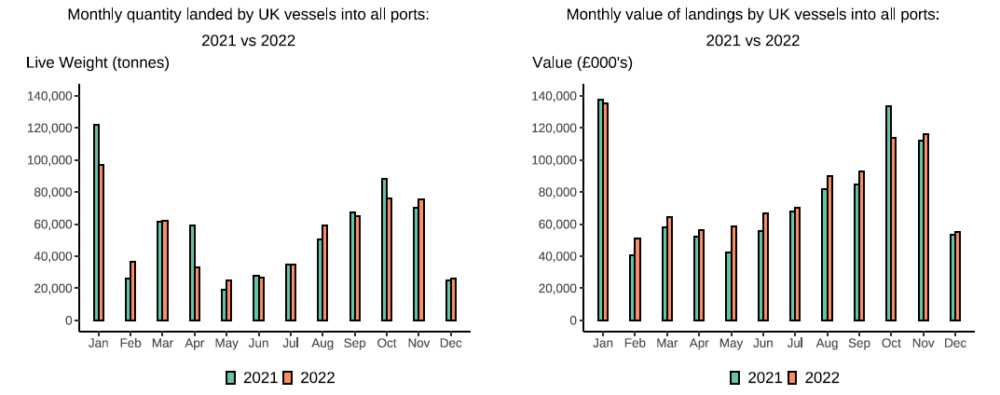 Monthly quantity landed by UK vessels into all ports:
2021 vs 2022
Live Weight (tonnes)
140,000
120,000
100,000
80,000
60,000
40,000
20,000
0
Jan Feb Mar Apr May Jun Jul Aug Sep Oct Nov Dec
2021 2022
Monthly value of landings by UK vessels into all ports:
2021 vs 2022
Value (£000's)
140,000
120,000
100,000
80,000
60,000
40,000
20,000
0
Jan Feb Mar Apr May Jun Jul Aug Sep Oct Nov Dec
2021 2022